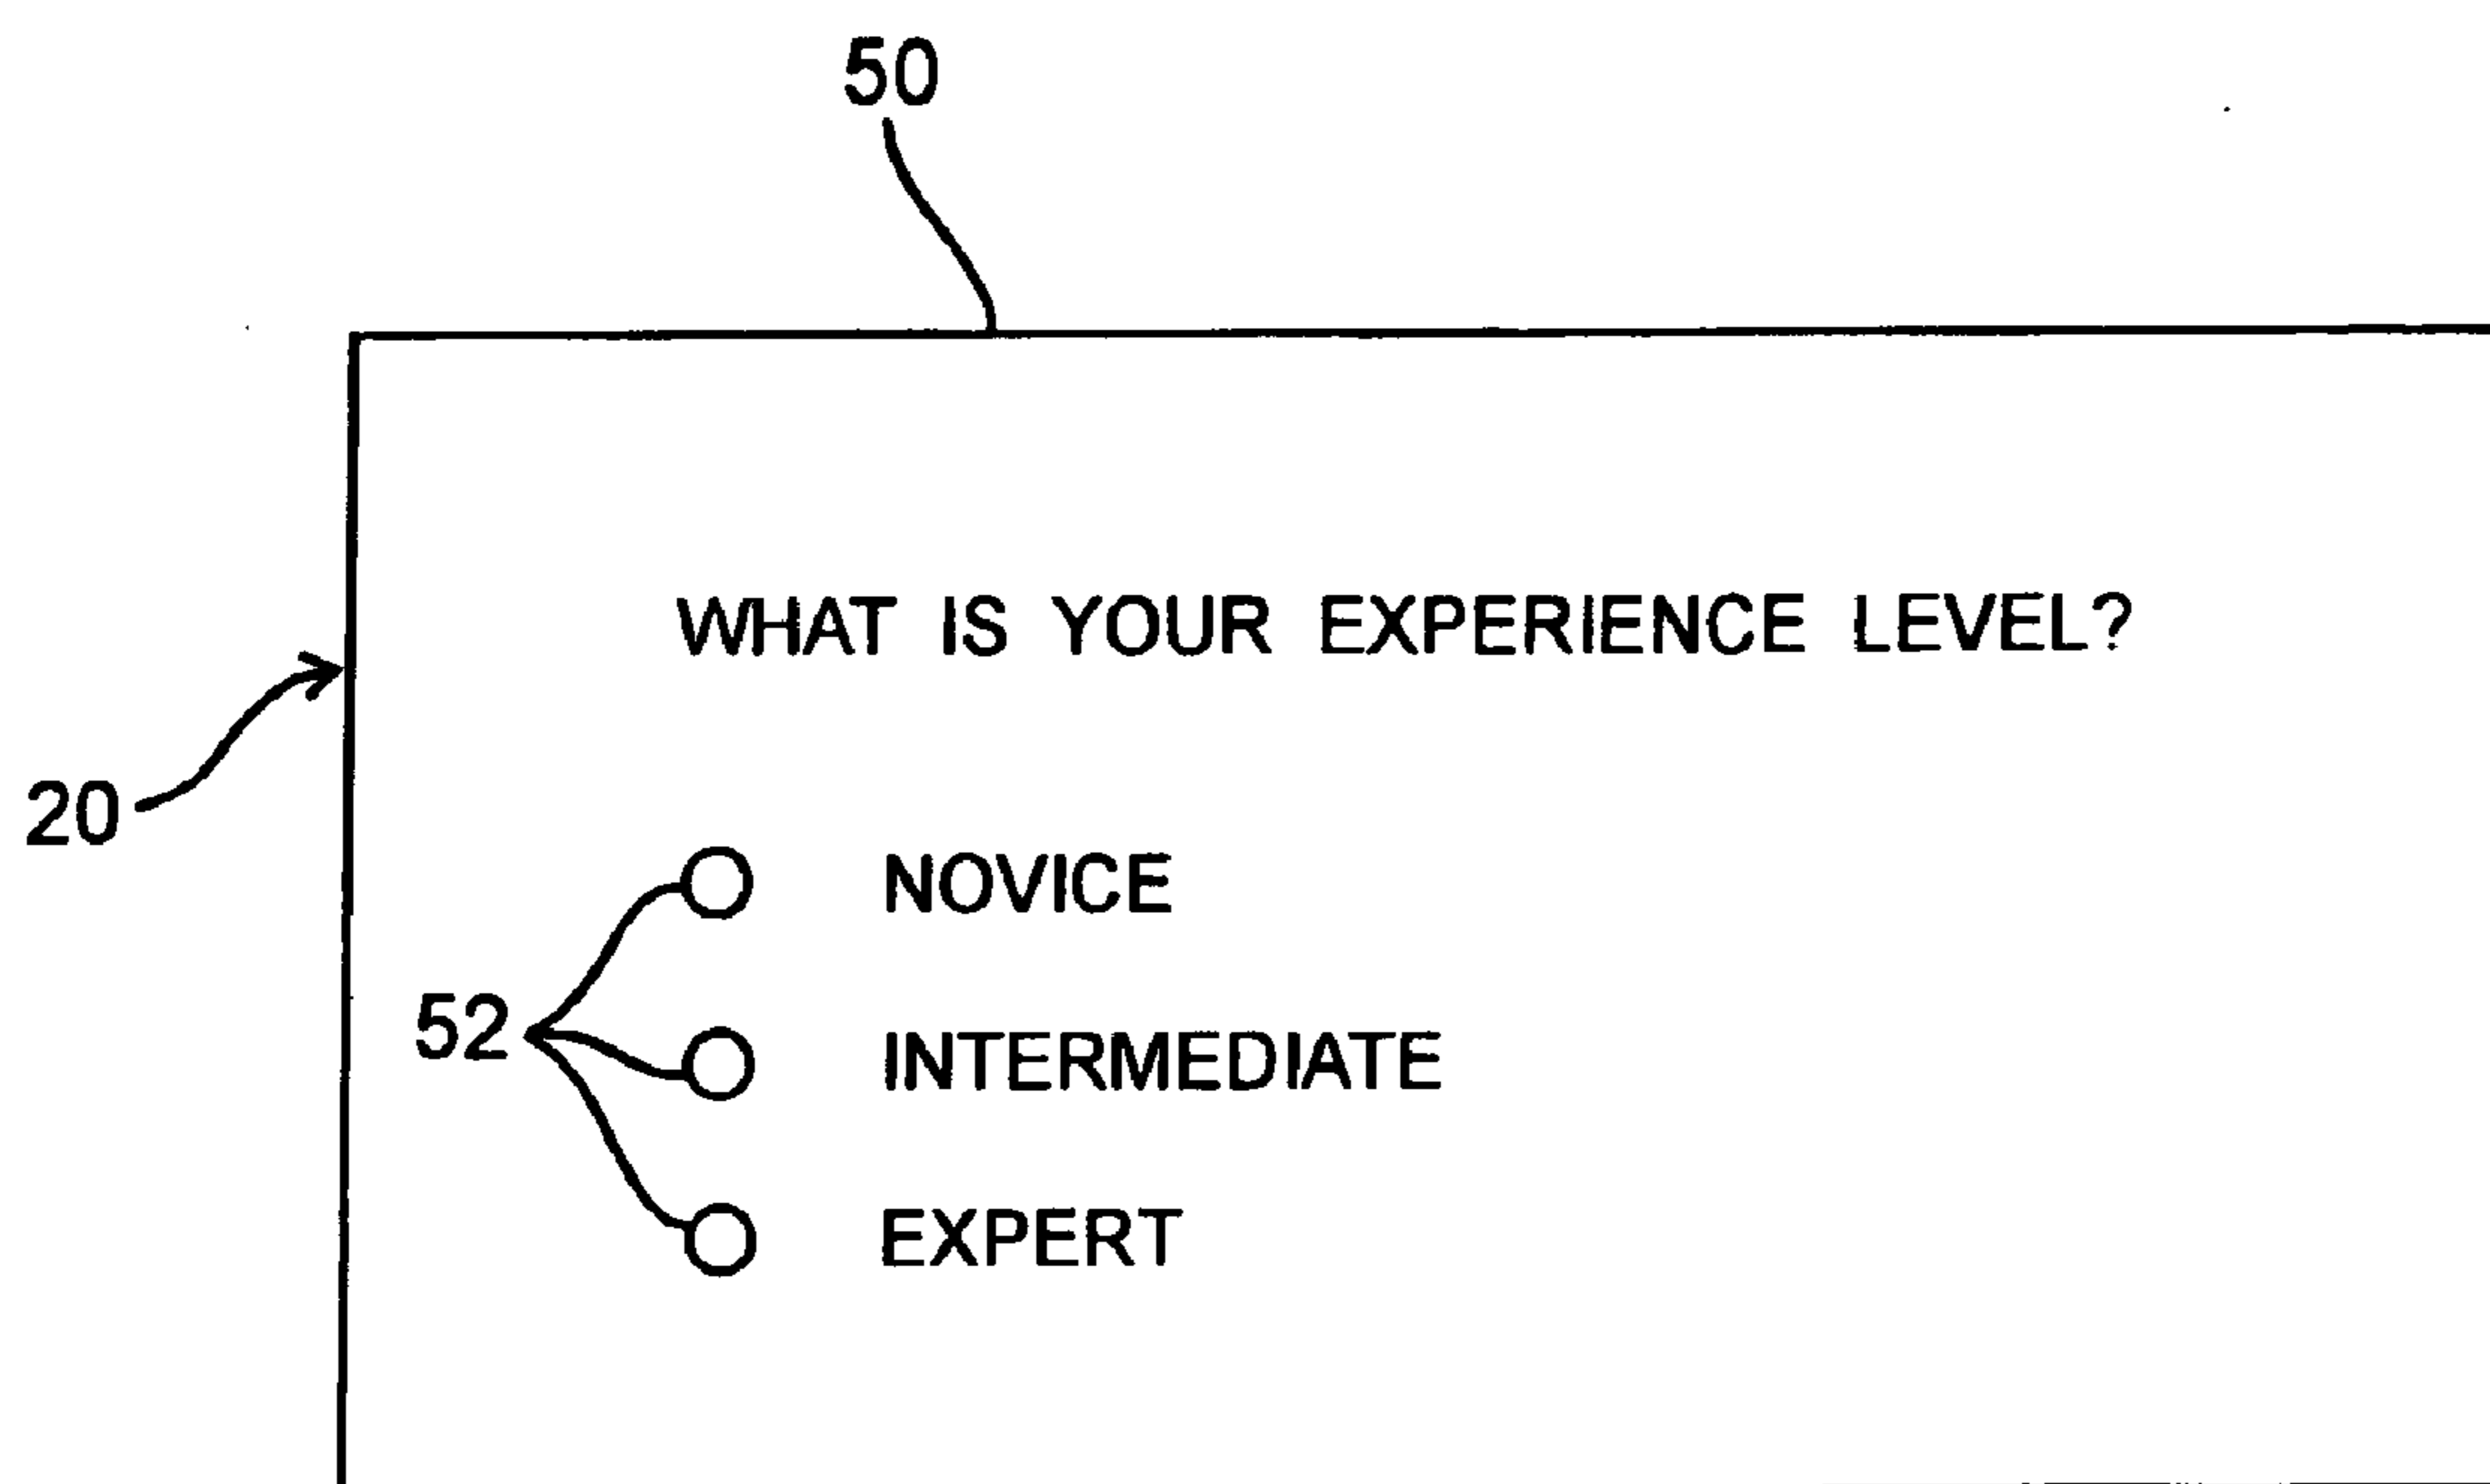 50
WHAT IS YOUR EXPERIENCE LEVEL?
20
NOVICE
52
INTERMEDIATE
EXPERT